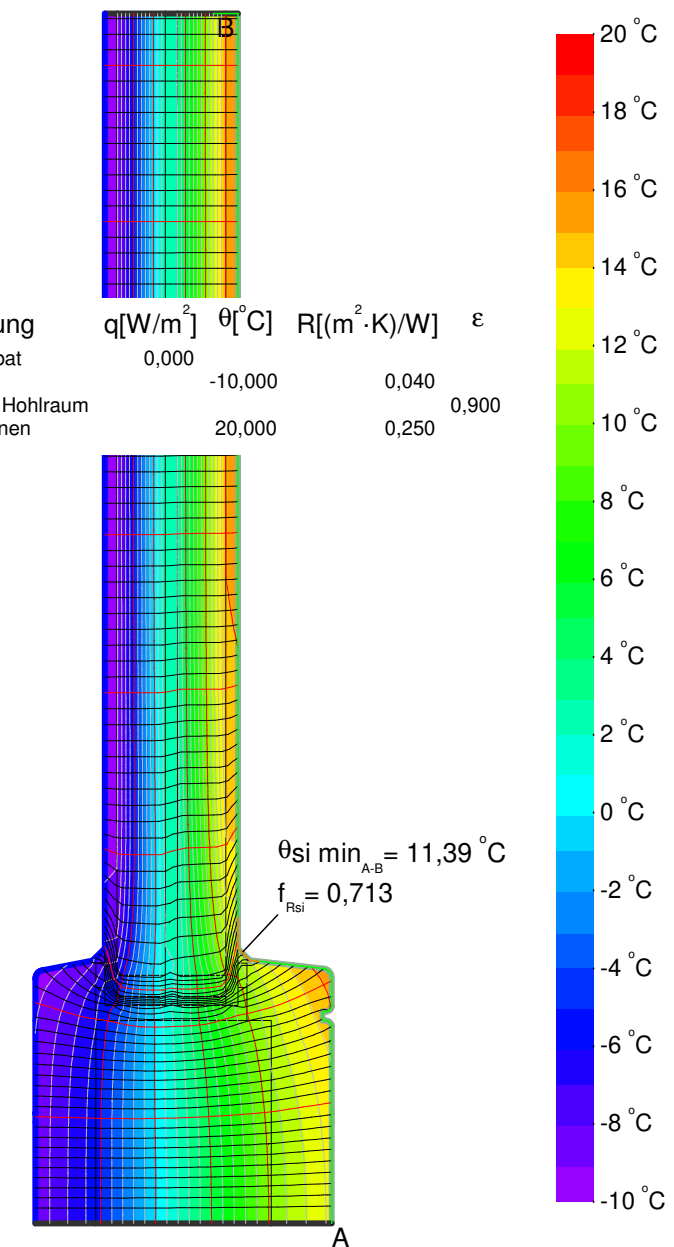 B
20 °C
18 °C
16 °C
14 °C
12 °C
10 °C
8 °C
6 °C
4 °C
2 °C
0 °C
-2 °C
-4 °C
-6 °C
-8 °C
-10 °C
ung q[W/m²] θ[°C] R[(m²·K)/W] ε
bat 0,000
-10,000 0,040
Hohlraum 0,900
nen 20,000 0,250
θsi min A-B = 11,39 °C
fRsi = 0,713
A